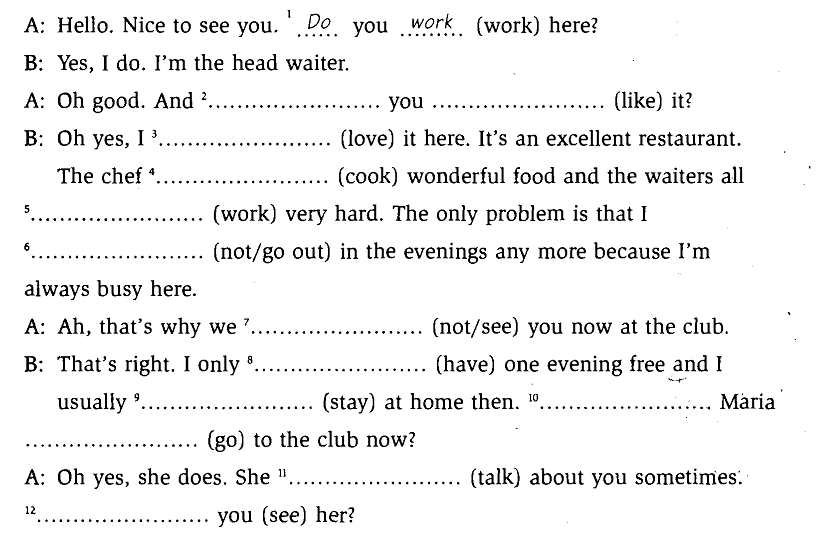 A: Hello. Nice to see you. ¹ Do you work (work) here?
B: Yes, I do. I'm the head waiter.
A: Oh good. And ²........................ you ........................ (like) it?
B: Oh yes, I ³........................ (love) it here. It's an excellent restaurant.
The chef ⁴........................ (cook) wonderful food and the waiters all
⁵........................ (work) very hard. The only problem is that I
⁶........................ (not/go out) in the evenings any more because I'm
always busy here.
A: Ah, that's why we ⁷........................ (not/see) you now at the club.
B: That's right. I only ⁸........................ (have) one evening free and I
usually ⁹........................ (stay) at home then. ¹⁰........................ Maria
........................ (go) to the club now?
A: Oh yes, she does. She ¹¹........................ (talk) about you sometimes.
¹²........................ you (see) her?